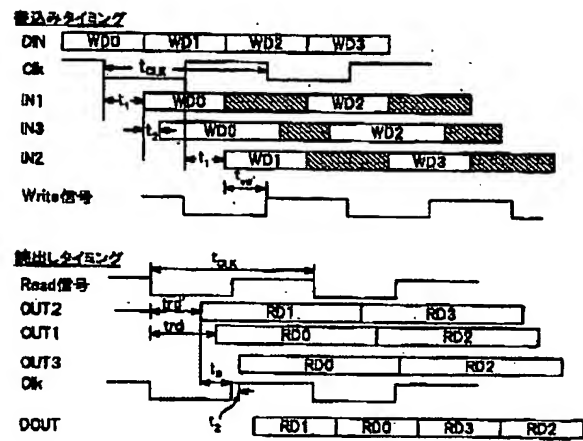 書込みタイミング
DIN WD0 WD1 WD2 WD3
Clk tCLK
IN1 t1 WD0 WD2
IN3 t2 WD0 WD2
IN2 t1 WD1 WD3
Write信号
読出しタイミング
tCLK
Read信号
OUT2 trd' RD1 RD3
OUT1 trd RD0 RD2
OUT3 RD0 RD2
Clk
t2
DOUT RD1 RD0 RD3 RD2